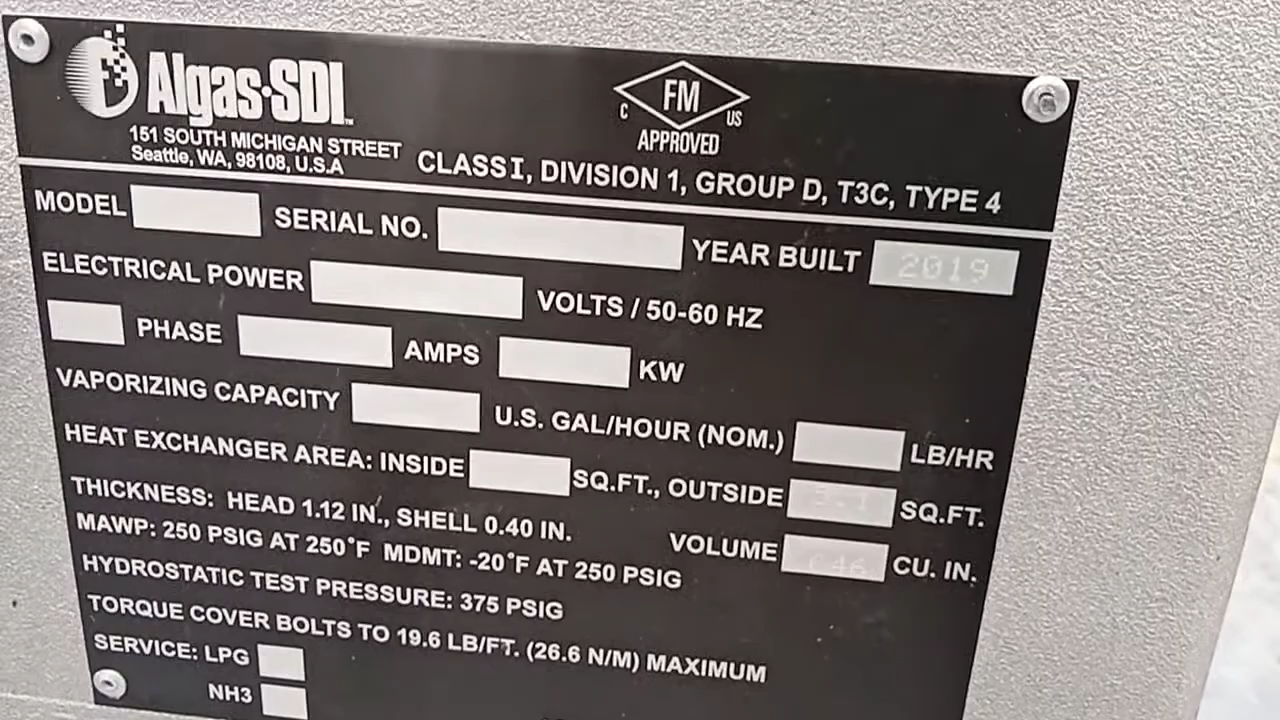 Algas·SDI™
151 SOUTH MICHIGAN STREET
Seattle, WA, 98108, U.S.A
C FM US
APPROVED
CLASS I, DIVISION 1, GROUP D, T3C, TYPE 4
MODEL SERIAL NO. YEAR BUILT 2019
ELECTRICAL POWER VOLTS / 50-60 HZ
PHASE AMPS KW
VAPORIZING CAPACITY U.S. GAL/HOUR (NOM.) LB/HR
HEAT EXCHANGER AREA: INSIDE SQ.FT., OUTSIDE SQ.FT.
THICKNESS: HEAD 1.12 IN., SHELL 0.40 IN. VOLUME CU. IN.
MAWP: 250 PSIG AT 250°F MDMT: -20°F AT 250 PSIG
HYDROSTATIC TEST PRESSURE: 375 PSIG
TORQUE COVER BOLTS TO 19.6 LB/FT. (26.6 N/M) MAXIMUM
SERVICE: LPG
NH3